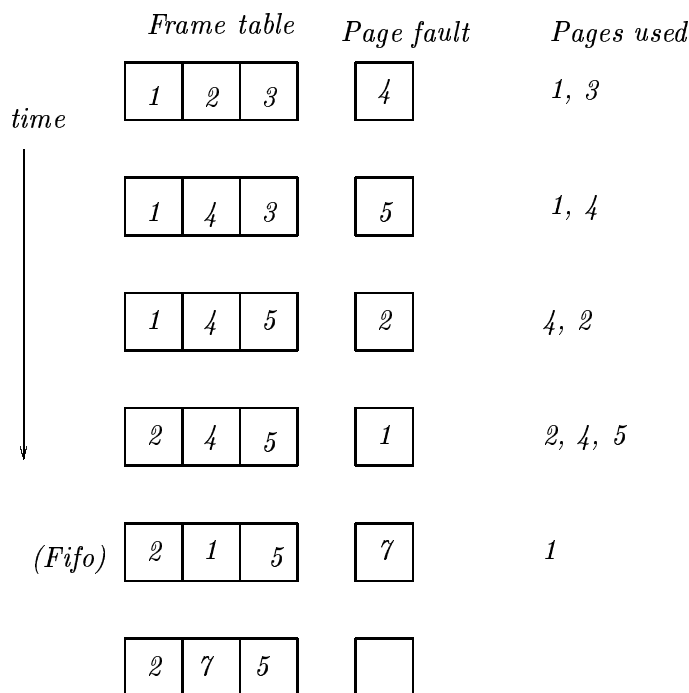 Frame table Page fault Pages used
1 2 3 4 1, 3
time
1 4 3 5 1, 4
1 4 5 2 4, 2
2 4 5 1 2, 4, 5
(Fifo) 2 1 5 7 1
2 7 5